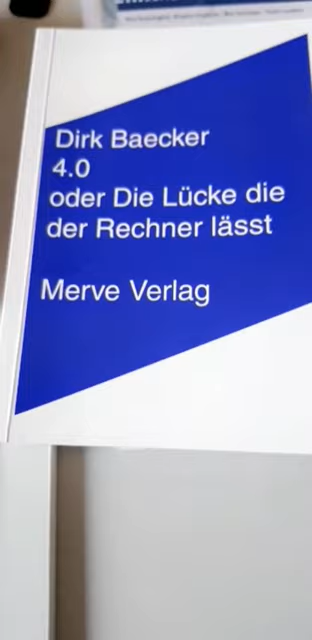 Dirk Baecker
4.0
oder Die Lücke die
der Rechner lässt
Merve Verlag